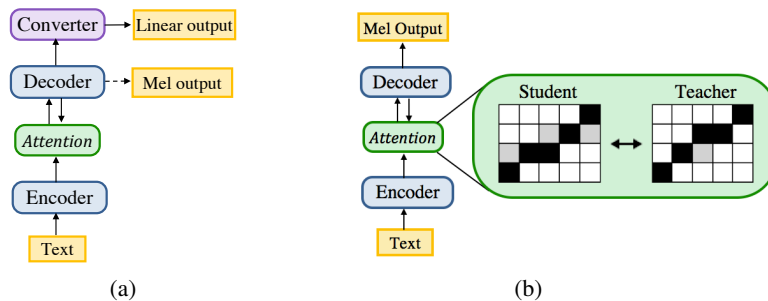 Converter
Linear output
Decoder
Mel output
Attention
Encoder
Text
(a)
Mel Output
Decoder
Attention
Encoder
Text
Student
Teacher
(b)